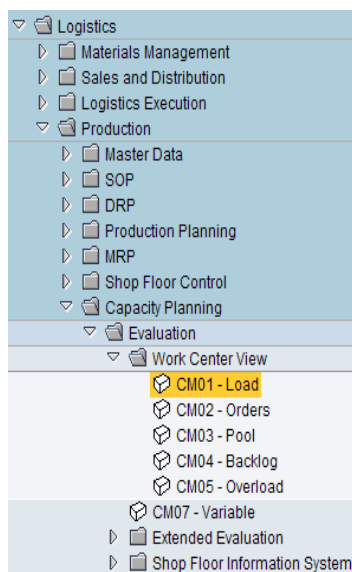 Logistics
Materials Management
Sales and Distribution
Logistics Execution
Production
Master Data
SOP
DRP
Production Planning
MRP
Shop Floor Control
Capacity Planning
Evaluation
Work Center View
CM01 - Load
CM02 - Orders
CM03 - Pool
CM04 - Backlog
CM05 - Overload
CM07 - Variable
Extended Evaluation
Shop Floor Information System